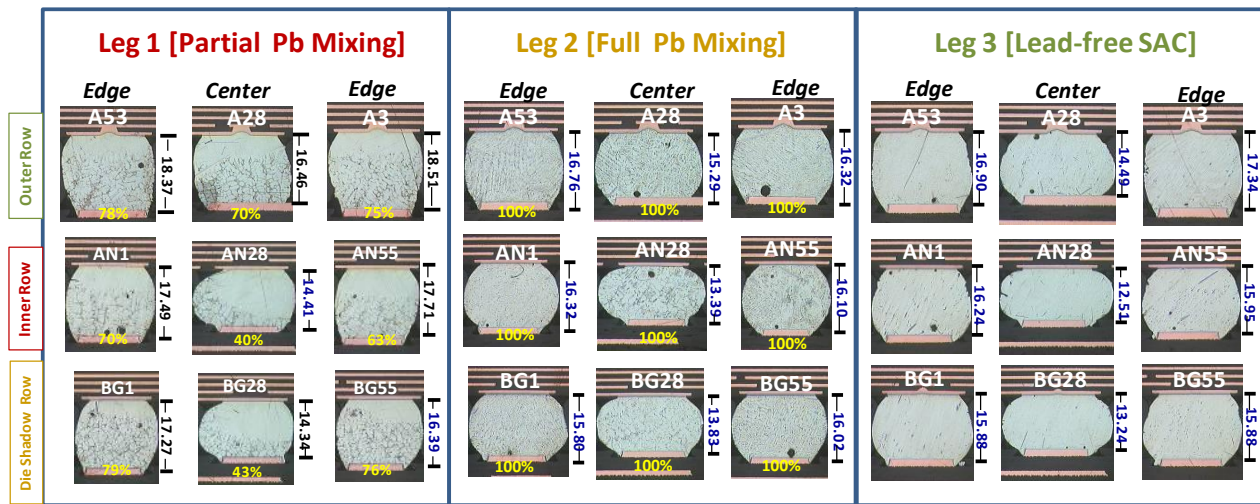 Leg 1 [Partial Pb Mixing]
Edge Center Edge
Outer Row
A53 A28 A3
18.37 16.46 18.51
78% 70% 75%
Inner Row
AN1 AN28 AN55
17.49 14.41 17.71
70% 40% 63%
Die Shadow Row
BG1 BG28 BG55
17.27 14.34 16.39
79% 43% 76%
Leg 2 [Full Pb Mixing]
Edge Center Edge
A53 A28 A3
16.76 15.29 16.32
100% 100% 100%
AN1 AN28 AN55
16.32 13.39 16.10
100% 100% 100%
BG1 BG28 BG55
15.80 13.83 16.02
100% 100% 100%
Leg 3 [Lead-free SAC]
Edge Center Edge
A53 A28 A3
16.90 14.49 17.34
AN1 AN28 AN55
16.24 12.51 15.95
BG1 BG28 BG55
15.88 13.24 15.88